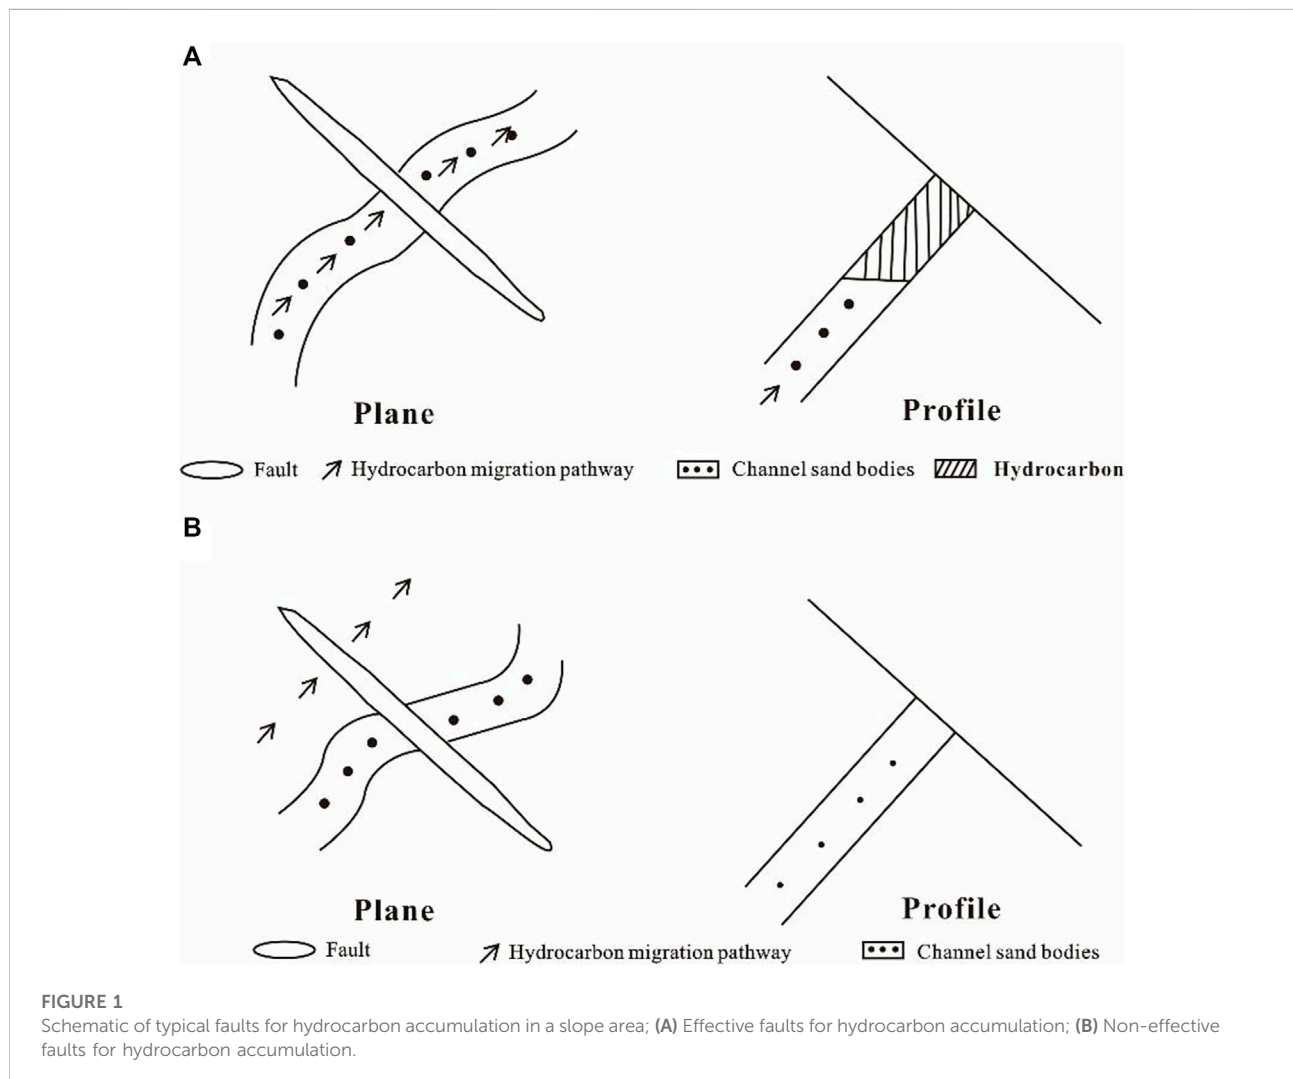 A
Plane
Profile
Fault Hydrocarbon migration pathway Channel sand bodies Hydrocarbon
B
Plane
Profile
Fault Hydrocarbon migration pathway Channel sand bodies
FIGURE 1
Schematic of typical faults for hydrocarbon accumulation in a slope area; (A) Effective faults for hydrocarbon accumulation; (B) Non-effective
faults for hydrocarbon accumulation.